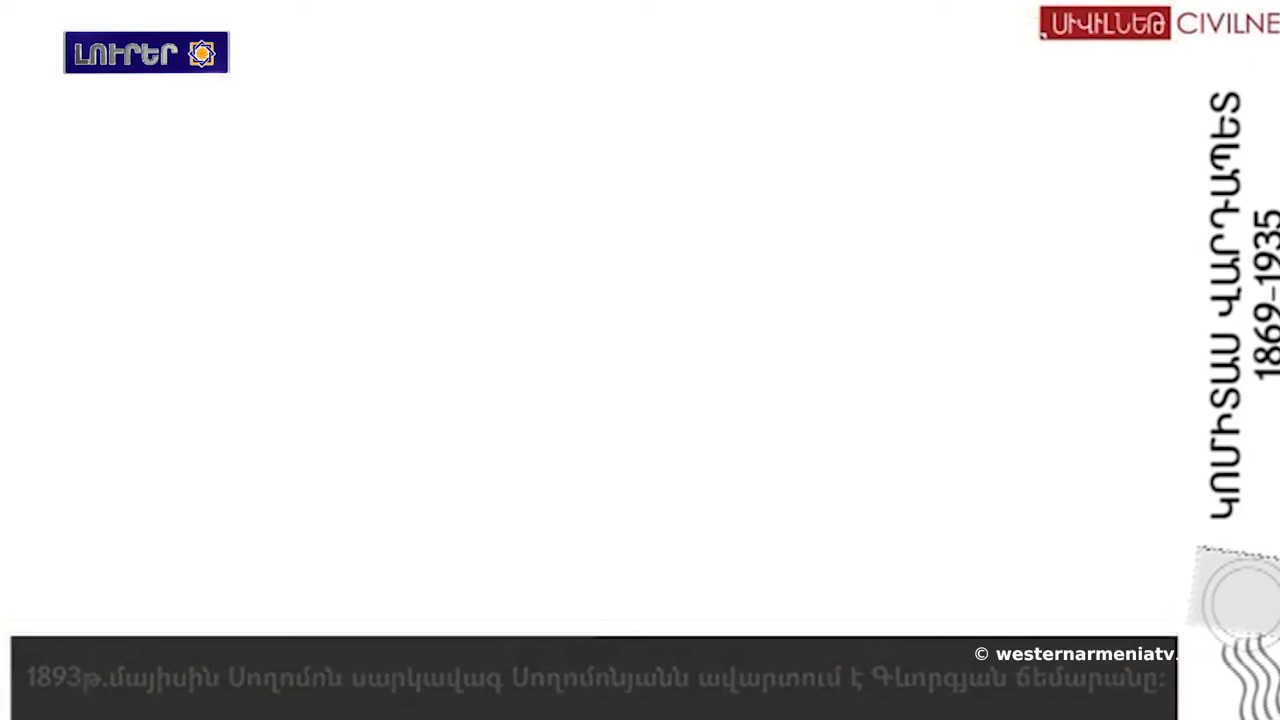 ԼՈՒՐԵՐ
ՍԻՎԻԼՆԵԹ CIVILNE
ԿՈՄԻՏԱՍ ՎԱՐԴԱՊԵՏ
1869-1935
© westernarmeniatv.
1893թ.մայիսին Սողոմոն սարկավագ Սողոմոնյանն ավարտում է Գևորգյան ճեմարանը: